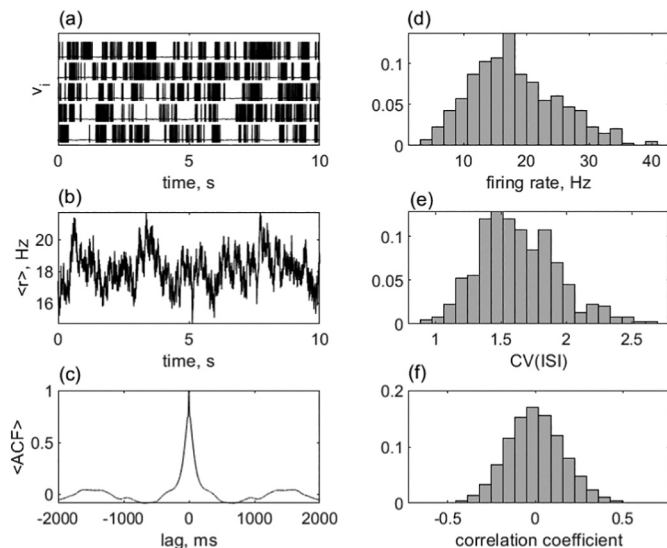 (a)
v_i
0 5 10
time, s
(b)
<r>, Hz
20
18
16
0 5 10
time, s
(c)
<ACF>
1
0.5
0
-2000 -1000 0 1000 2000
lag, ms
(d)
0.1
0.05
0
10 20 30 40
firing rate, Hz
(e)
0.1
0.05
0
1 1.5 2 2.5
CV(ISI)
(f)
0.2
0.1
0
-0.5 0 0.5
correlation coefficient